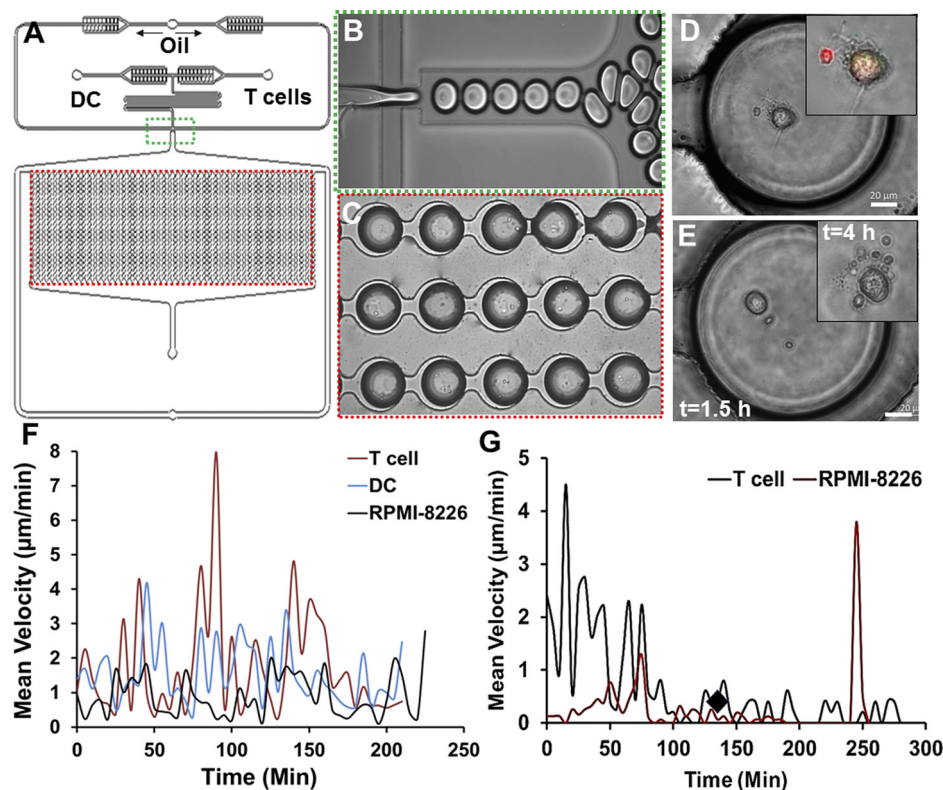 A
Oil
DC
T cells
B
C
D
20 µm
E
t=4 h
t=1.5 h
20 µm
F
Mean Velocity (µm/min)
8
7
6
5
4
3
2
1
0
T cell
DC
RPMI-8226
0
50
100
150
200
250
Time (Min)
G
Mean Velocity (µm/min)
5
4
3
2
1
0
T cell
RPMI-8226
0
50
100
150
200
250
300
Time (Min)